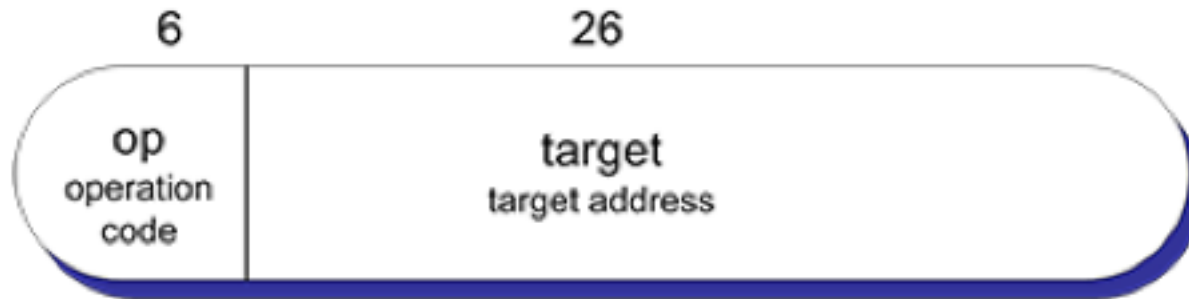 6 26
op
operation
code
target
target address